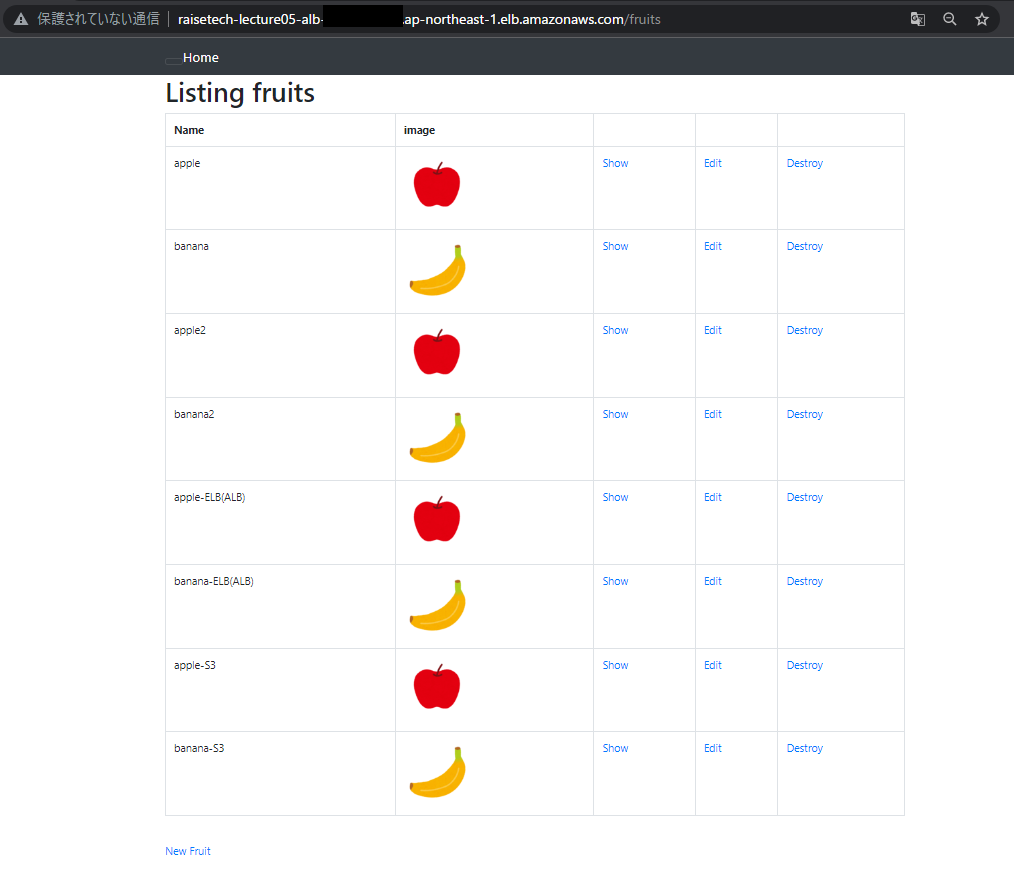 保護されていない通信 raisetech-lecture05-alb- .ap-northeast-1.elb.amazonaws.com/fruits
Home
Listing fruits
Name image
apple Show Edit Destroy
banana Show Edit Destroy
apple2 Show Edit Destroy
banana2 Show Edit Destroy
apple-ELB(ALB) Show Edit Destroy
banana-ELB(ALB) Show Edit Destroy
apple-S3 Show Edit Destroy
banana-S3 Show Edit Destroy
New Fruit